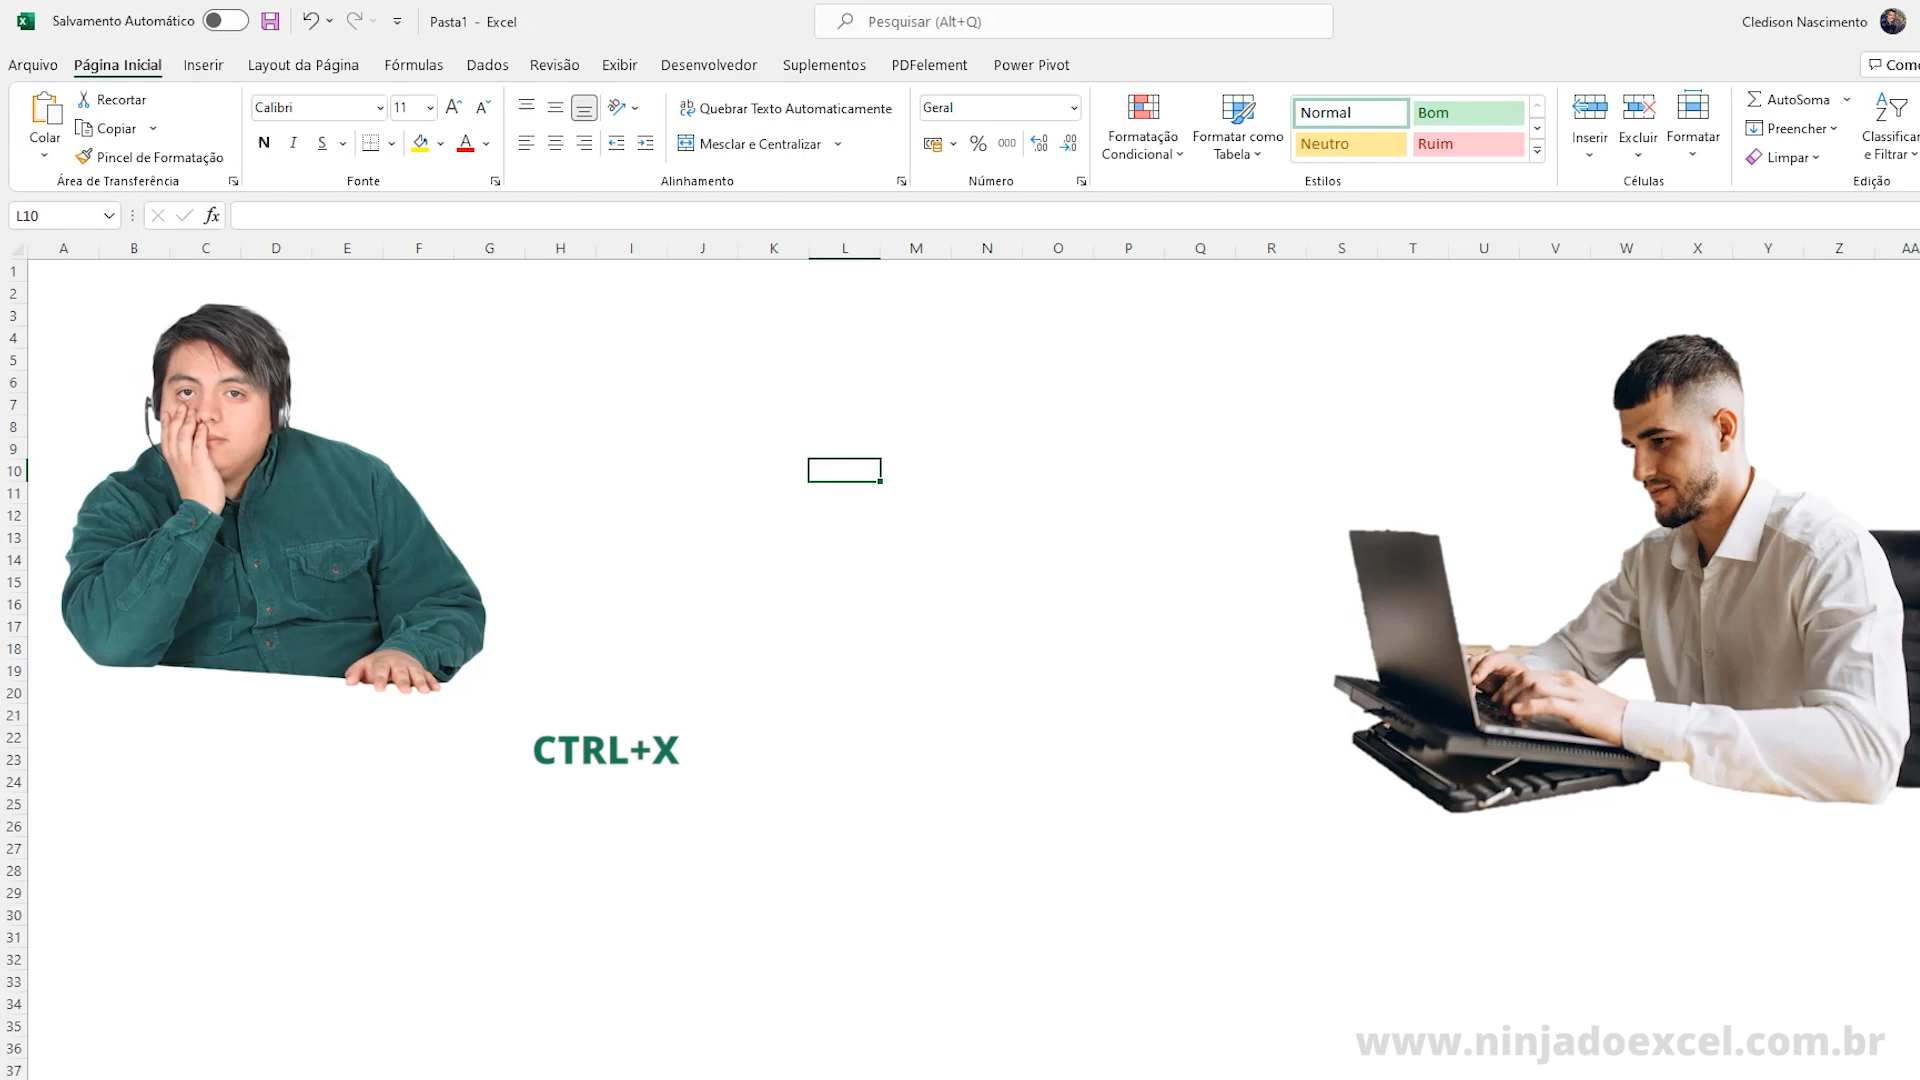 Salvamento Automático
Pasta1 - Excel
Pesquisar (Alt+Q)
Cledison Nascimento
Arquivo Página Inicial Inserir Layout da Página Fórmulas Dados Revisão Exibir Desenvolvedor Suplementos PDFelement Power Pivot
Come
Colar
Recortar
Copiar
Pincel de Formatação
Área de Transferência
Calibri 11
N I S A
Fonte
Quebrar Texto Automaticamente
Mesclar e Centralizar
Alinhamento
Geral
% 000
Número
Formatação Condicional
Formatar como Tabela
Normal Bom
Neutro Ruim
Estilos
Inserir Excluir Formatar
Células
AutoSoma
Preencher
Limpar
Classificar
e Filtrar
Edição
L10
fx
A B C D E F G H I J K L M N O P Q R S T U V W X Y Z AA
1
2
3
4
5
6
7
8
9
10
11
12
13
14
15
16
17
18
19
20
21
22
23
24
25
26
27
28
29
30
31
32
33
34
35
36
37
CTRL+X
www.ninjadoexcel.com.br